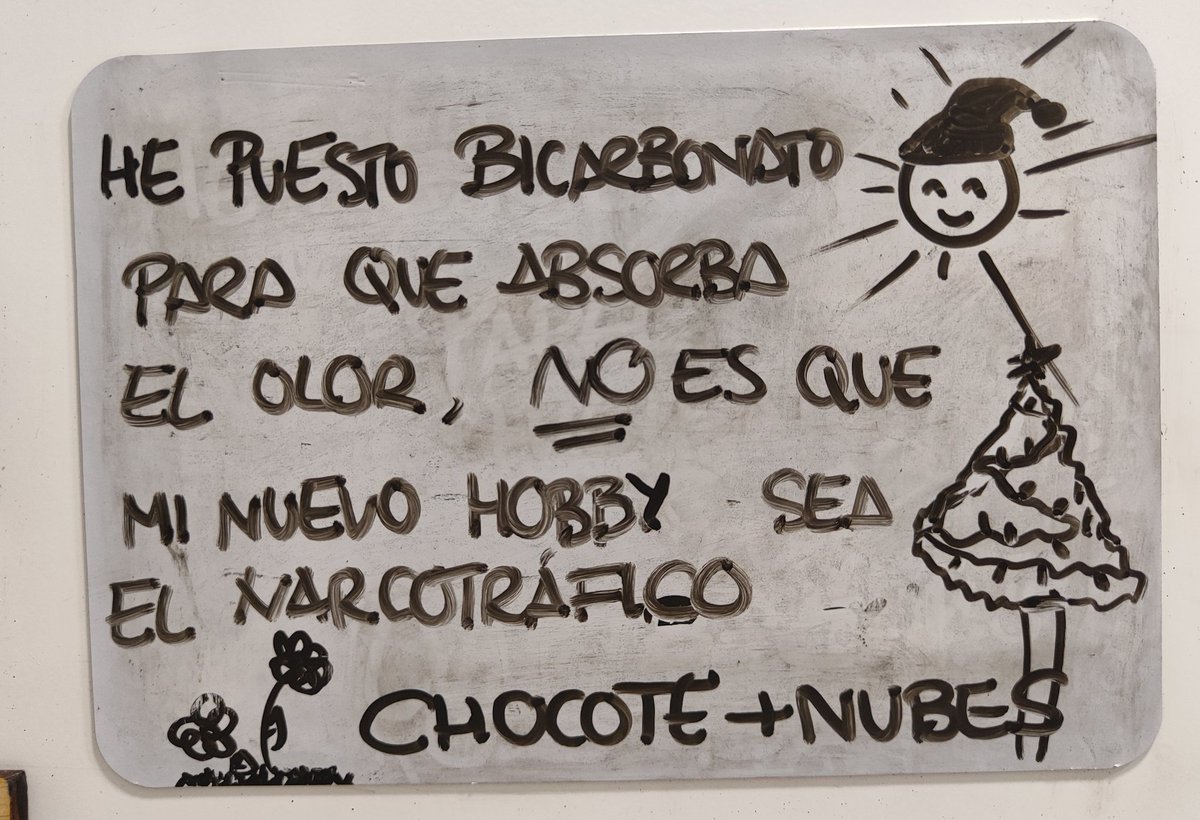 HE PUESTO BICARBONATO
PARA QUE ABSORBA
EL OLOR, NO ES QUE
MI NUEVO HOBBY SEA
EL NARCOTRÁFICO
CHOCOTE + NUBES